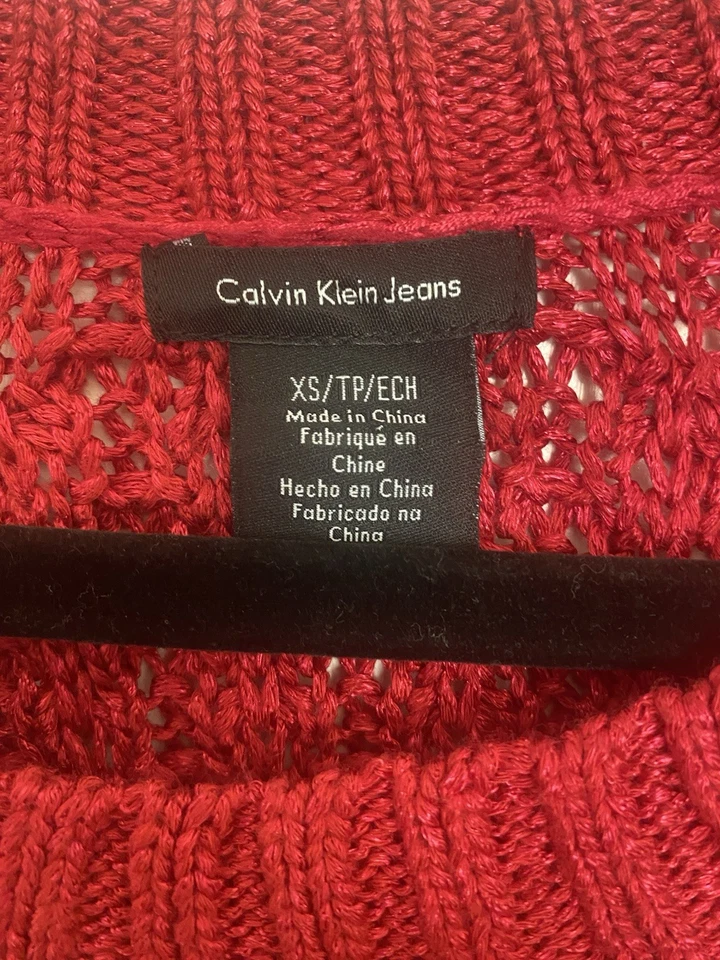 Calvin Klein Jeans
XS/TP/ECH
Made in China
Fabriqué en
Chine
Hecho en China
Fabricado na
China